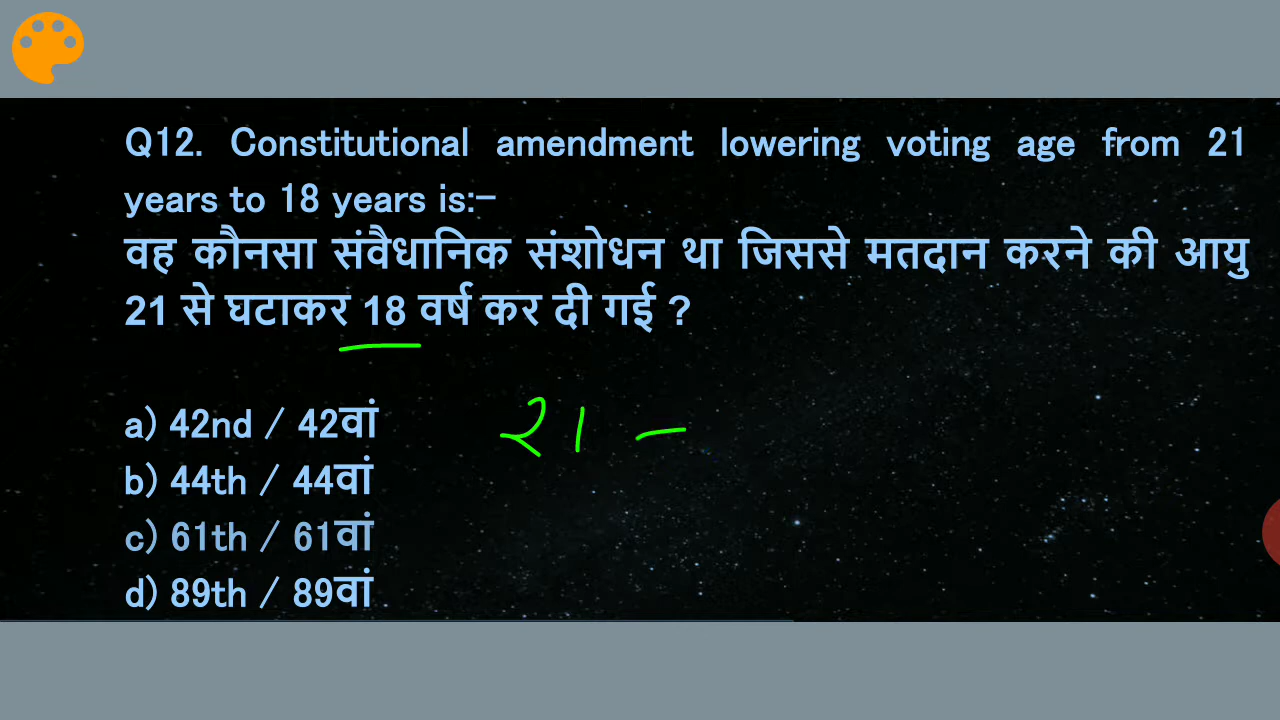 Q12. Constitutional amendment lowering voting age from 21
years to 18 years is:-
वह कौनसा संवैधानिक संशोधन था जिससे मतदान करने की आयु
21 से घटाकर 18 वर्ष कर दी गई ?
a) 42nd / 42वां
21 -
b) 44th / 44वां
c) 61th / 61वां
d) 89th / 89वां